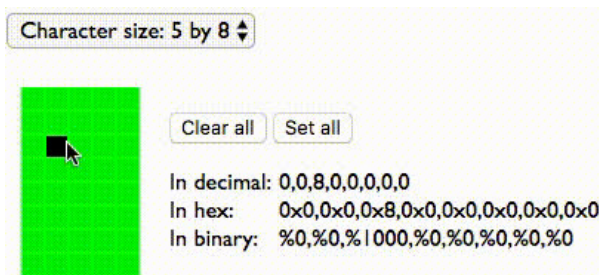 Character size: 5 by 8
Clear all Set all
In decimal: 0,0,8,0,0,0,0,0
In hex: 0x0,0x0,0x8,0x0,0x0,0x0,0x0,0x0
In binary: %0,%0,%1000,%0,%0,%0,%0,%0